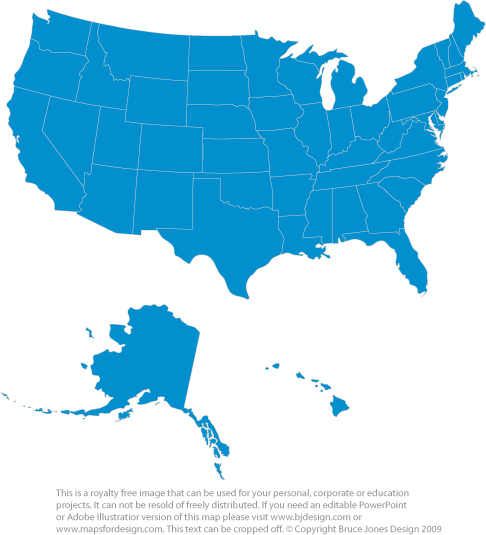 This is a royalty free image that can be used for your personal, corporate or education
projects. It can not be resold of freely distributed. If you need an editable PowerPoint
or Adobe Illustratior version of this map please visit www.bjdesign.com or
www.mapsfordesign.com. This text can be cropped off. © Copyright Bruce Jones Design 2009